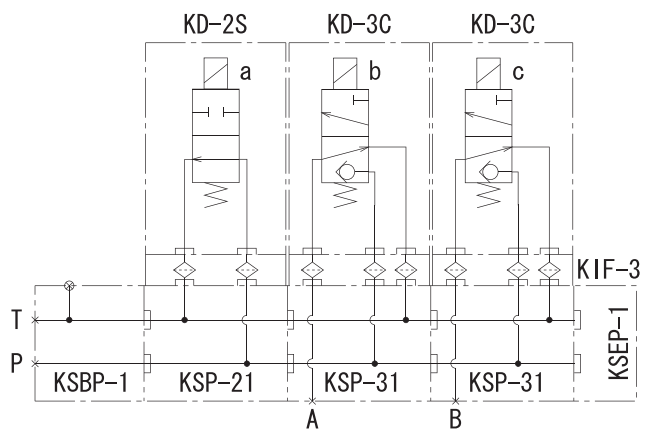 KD-2S KD-3C KD-3C
a b c
KIF-3
T
P
KSBP-1 KSP-21 KSP-31 KSP-31 KSEP-1
A B